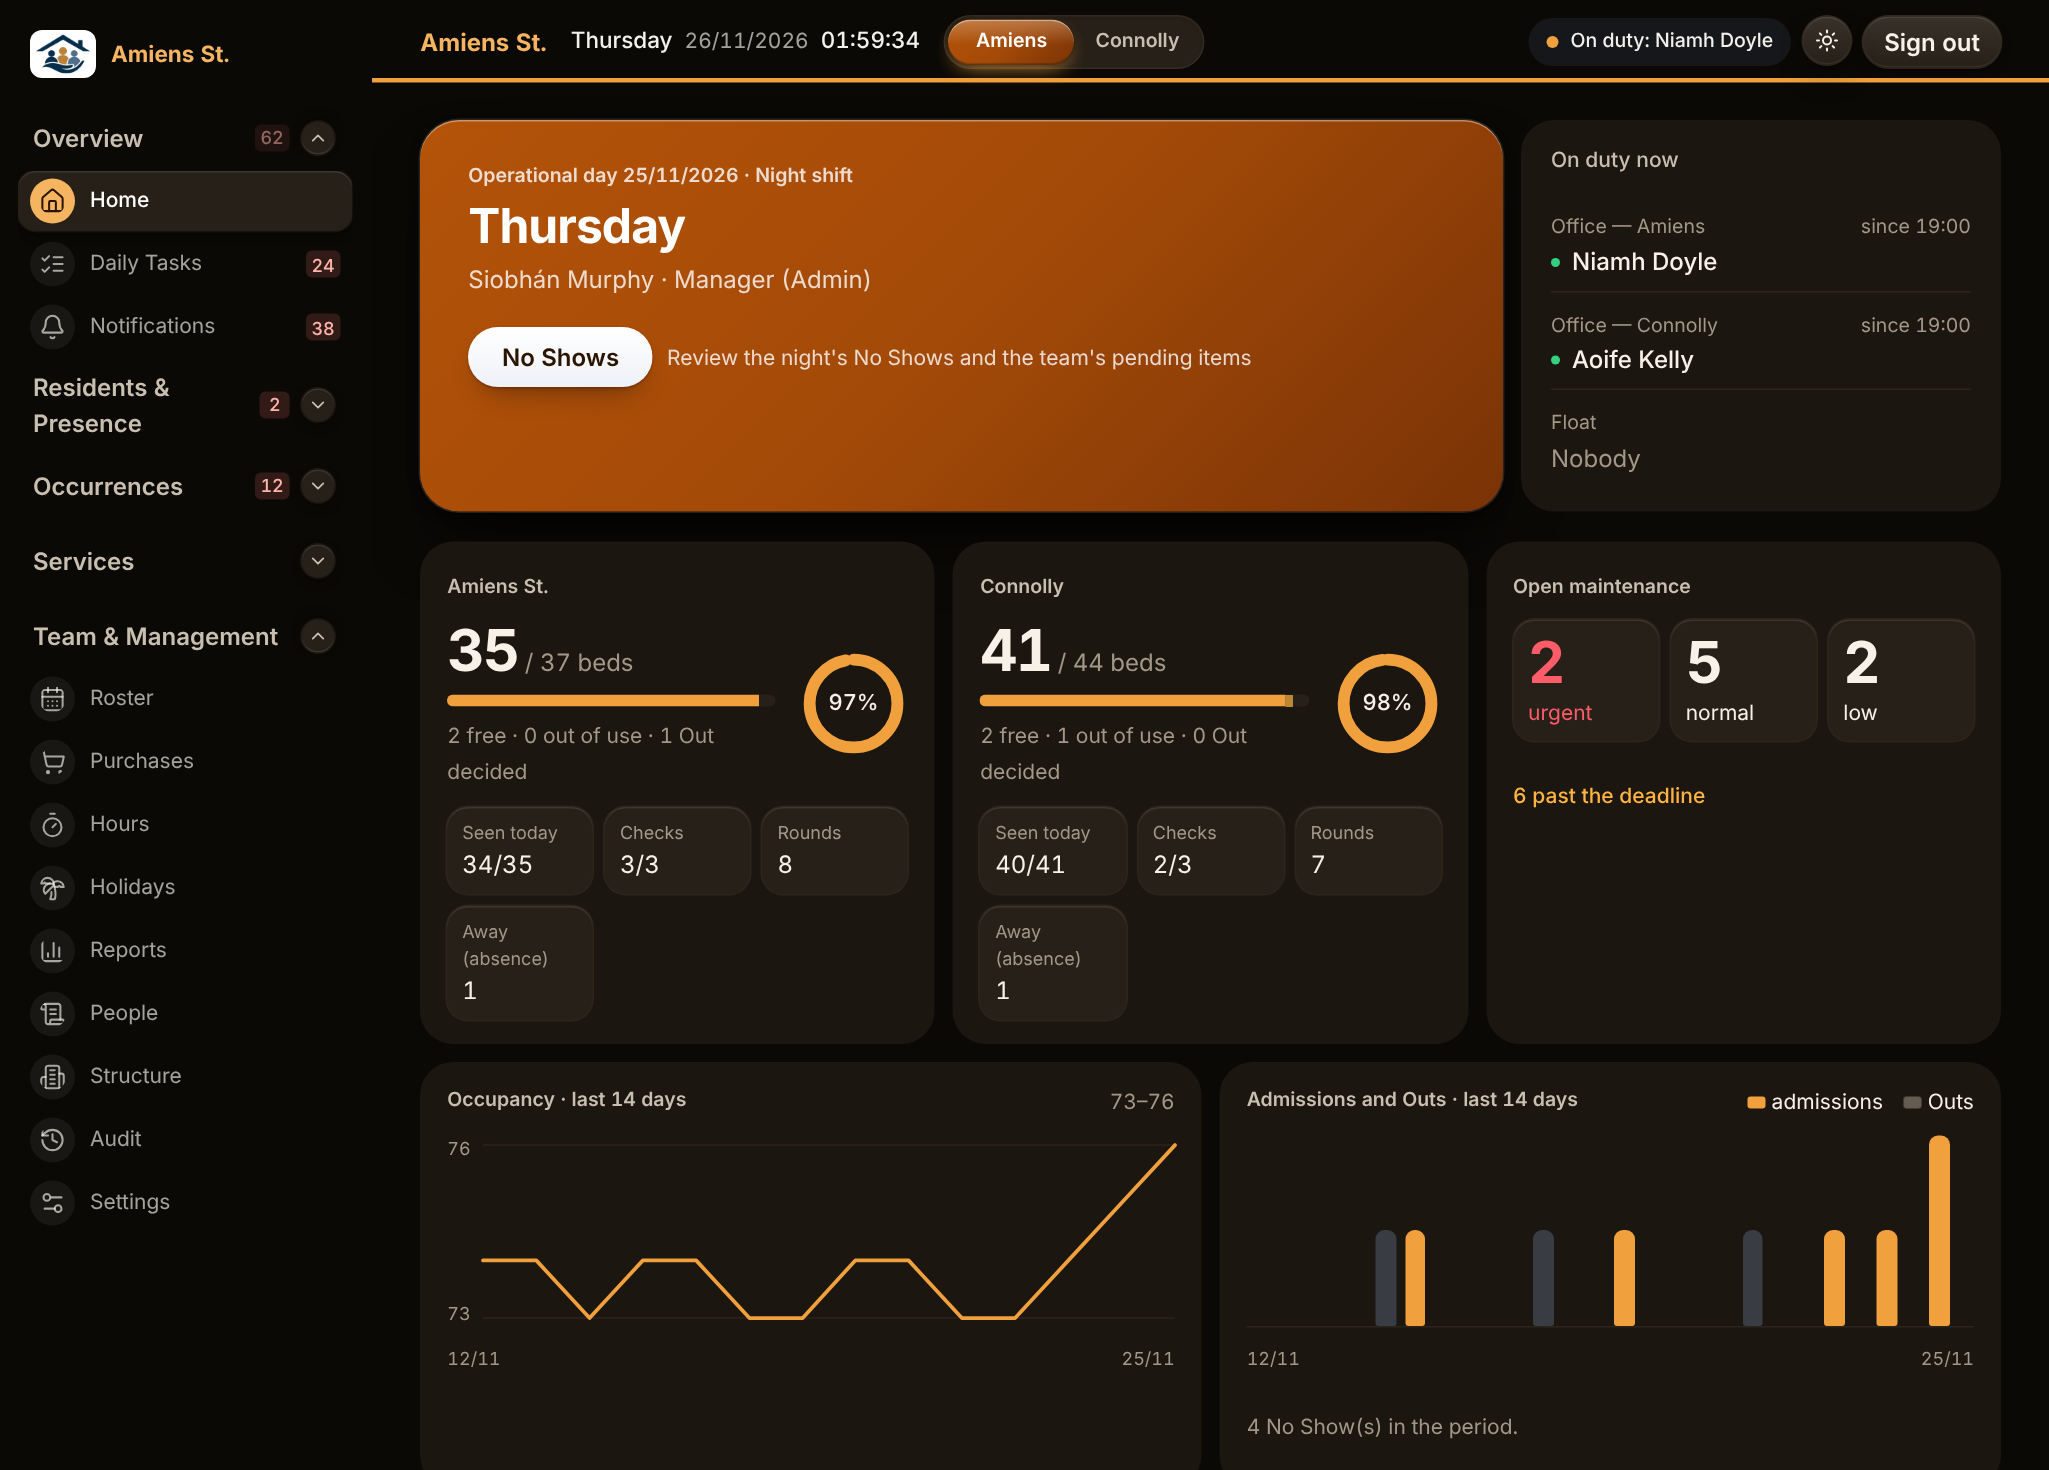 Amiens St.
Overview 62
Home
Daily Tasks 24
Notifications 38
Residents &
Presence 2
Occurrences 12
Services
Team & Management
Roster
Purchases
Hours
Holidays
Reports
People
Structure
Audit
Settings
Amiens St. Thursday 26/11/2026 01:59:34 Amiens Connolly On duty: Niamh Doyle Sign out
Operational day 25/11/2026 · Night shift
Thursday
Siobhán Murphy · Manager (Admin)
No Shows Review the night's No Shows and the team's pending items
On duty now
Office — Amiens since 19:00
Niamh Doyle
Office — Connolly since 19:00
Aoife Kelly
Float
Nobody
Amiens St.
35 / 37 beds
97%
2 free · 0 out of use · 1 Out
decided
Seen today Checks Rounds
34/35 3/3 8
Away
(absence)
1
Connolly
41 / 44 beds
98%
2 free · 1 out of use · 0 Out
decided
Seen today Checks Rounds
40/41 2/3 7
Away
(absence)
1
Open maintenance
2 5 2
urgent normal low
6 past the deadline
Occupancy · last 14 days 73–76
76
73
12/11 25/11
Admissions and Outs · last 14 days admissions Outs
12/11 25/11
4 No Show(s) in the period.